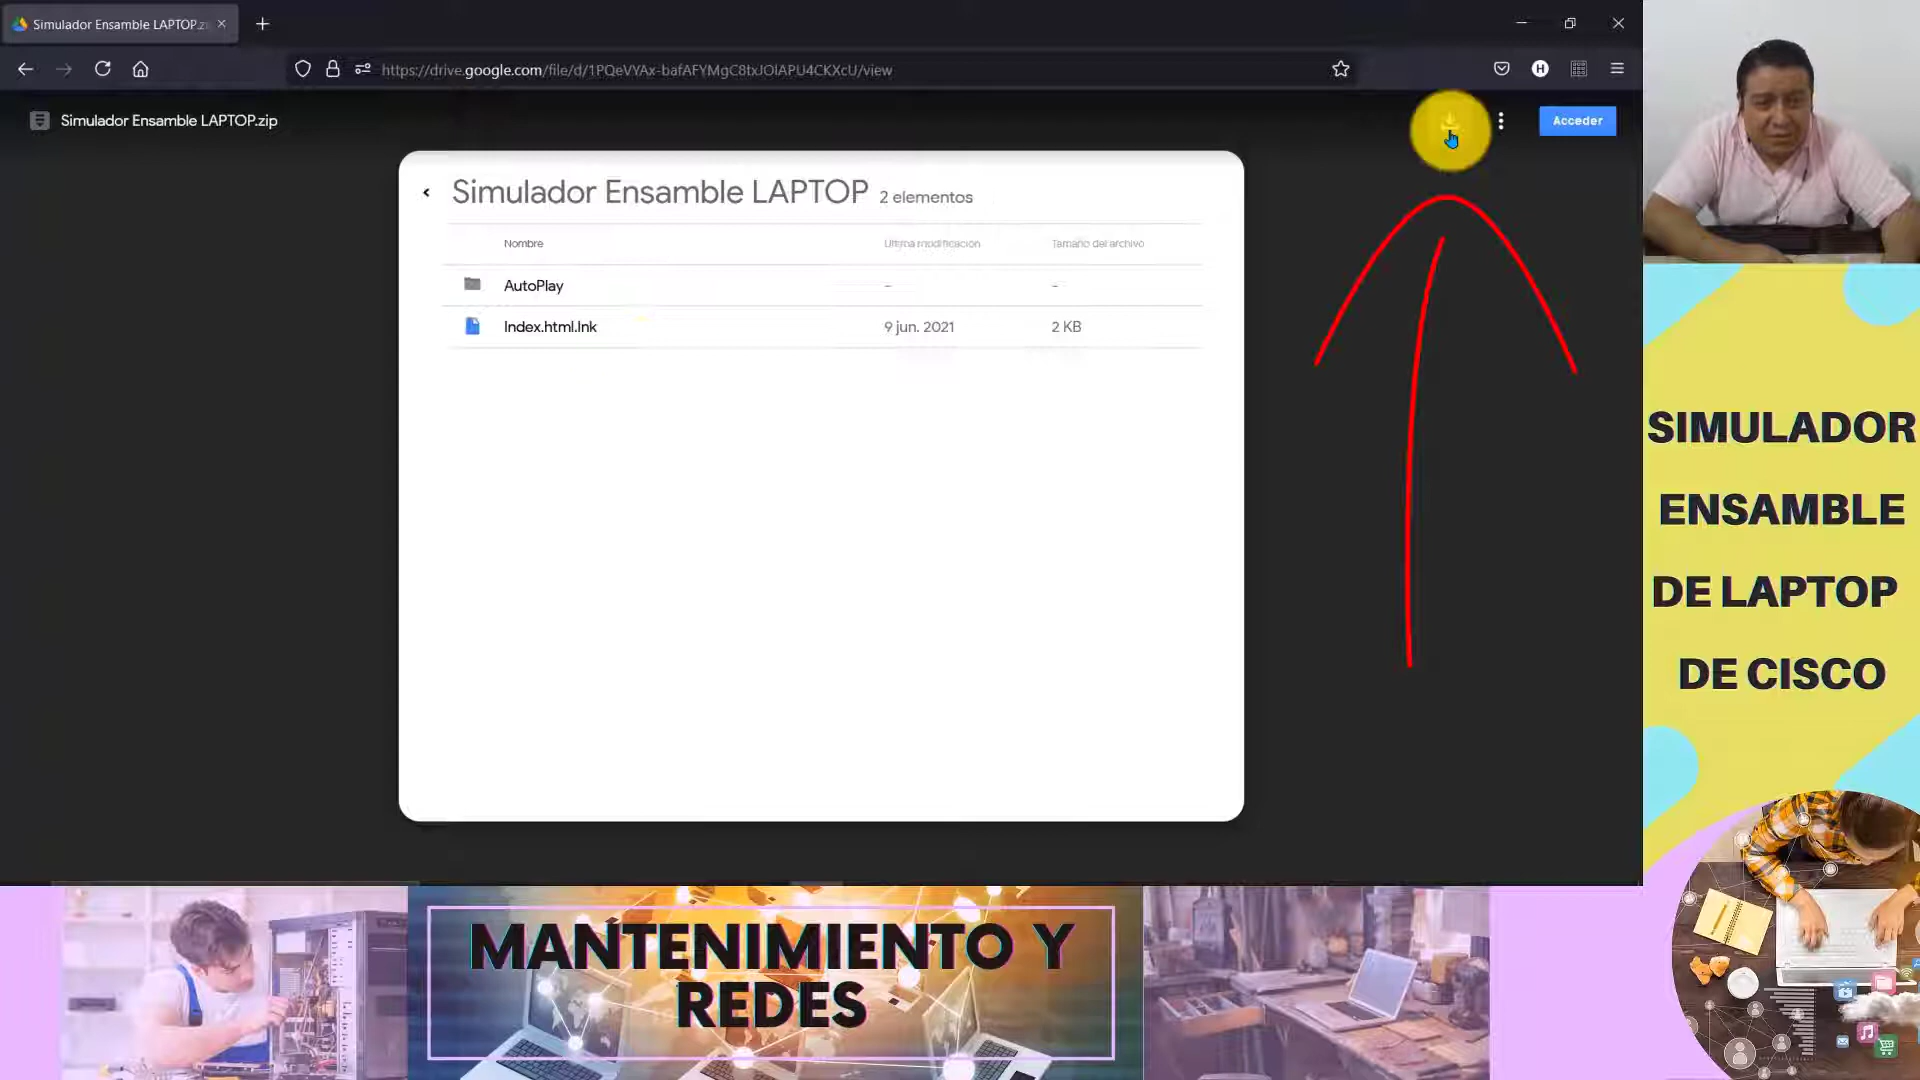 Simulador Ensamble LAPTOP.zi
https://drive.google.com/file/d/1PQeVYAx-bafAFYMgC8txJOlAPU4CKXcU/view
H
Simulador Ensamble LAPTOP.zip
Acceder
Simulador Ensamble LAPTOP 2 elementos
Nombre Última modificación Tamaño del archivo
AutoPlay - -
Index.html.lnk 9 jun. 2021 2 KB
SIMULADOR
ENSAMBLE
DE LAPTOP
DE CISCO
MANTENIMIENTO Y
REDES